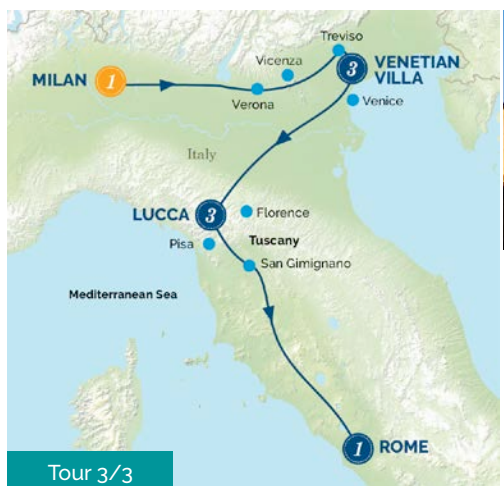 Treviso
Vicenza
VENETIAN
VILLA
3
MILAN
1
Verona
Venice
Italy
LUCCA
3
Florence
Pisa
Tuscany
San Gimignano
Mediterranean Sea
1
ROME
Tour 3/3